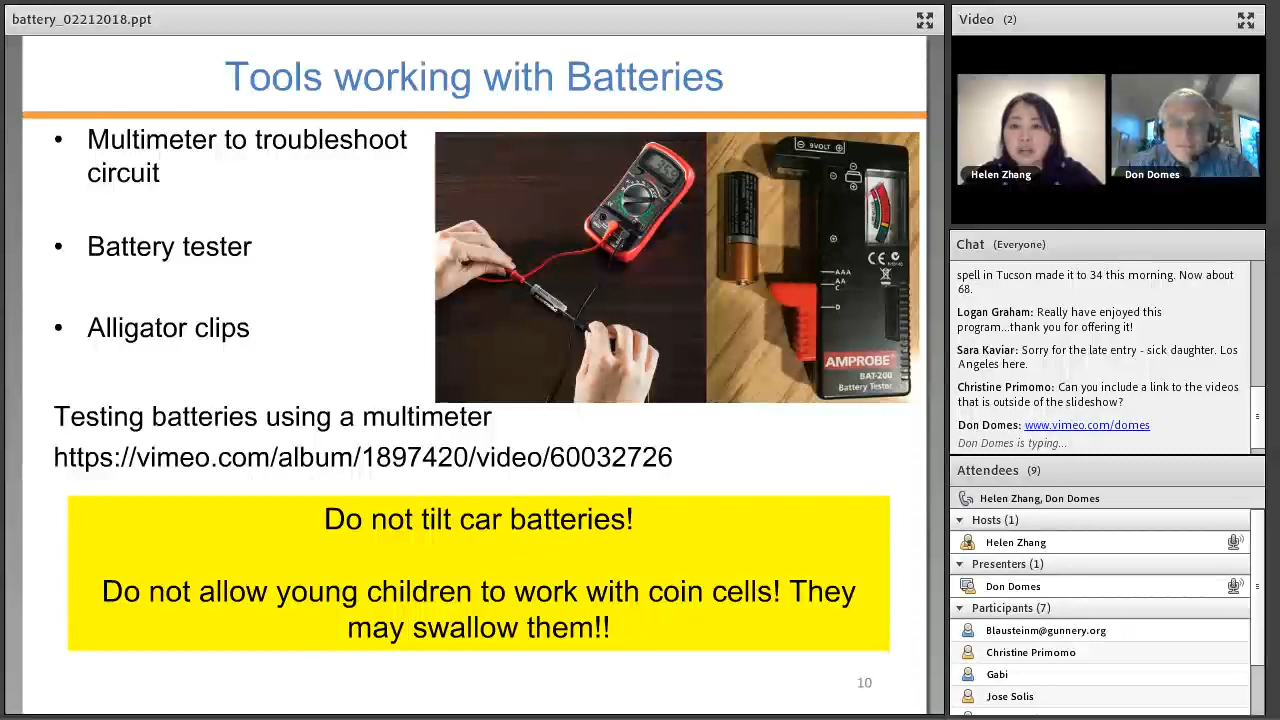 battery_02212018.ppt
Tools working with Batteries
• Multimeter to troubleshoot
circuit
• Battery tester
• Alligator clips
9VOLT
AAA
AA
C
D
AMPROBE
BAT-200
Battery Tester
Testing batteries using a multimeter
https://vimeo.com/album/1897420/video/60032726
Do not tilt car batteries!
Do not allow young children to work with coin cells! They
may swallow them!!
10
Video (2)
Helen Zhang
Don Domes
Chat (Everyone)
spell in Tucson made it to 34 this morning. Now about
68.
Logan Graham: Really have enjoyed this
program...thank you for offering it!
Sara Kaviar: Sorry for the late entry - sick daughter. Los
Angeles here.
Christine Primomo: Can you include a link to the videos
that is outside of the slideshow?
Don Domes: www.vimeo.com/domes
Don Domes is typing...
Attendees (9)
Helen Zhang, Don Domes
Hosts (1)
Helen Zhang
Presenters (1)
Don Domes
Participants (7)
Blausteinm@gunnery.org
Christine Primomo
Gabi
Jose Solis